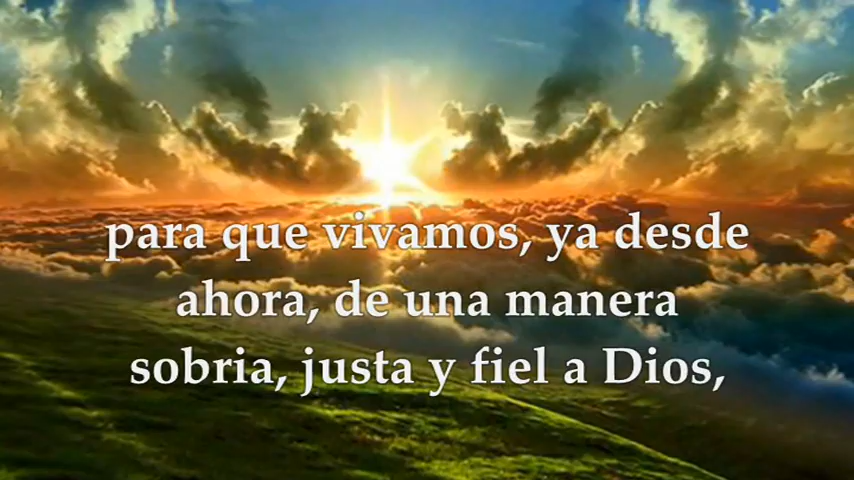 para que vivamos, ya desde
ahora, de una manera
sobria, justa y fiel a Dios,